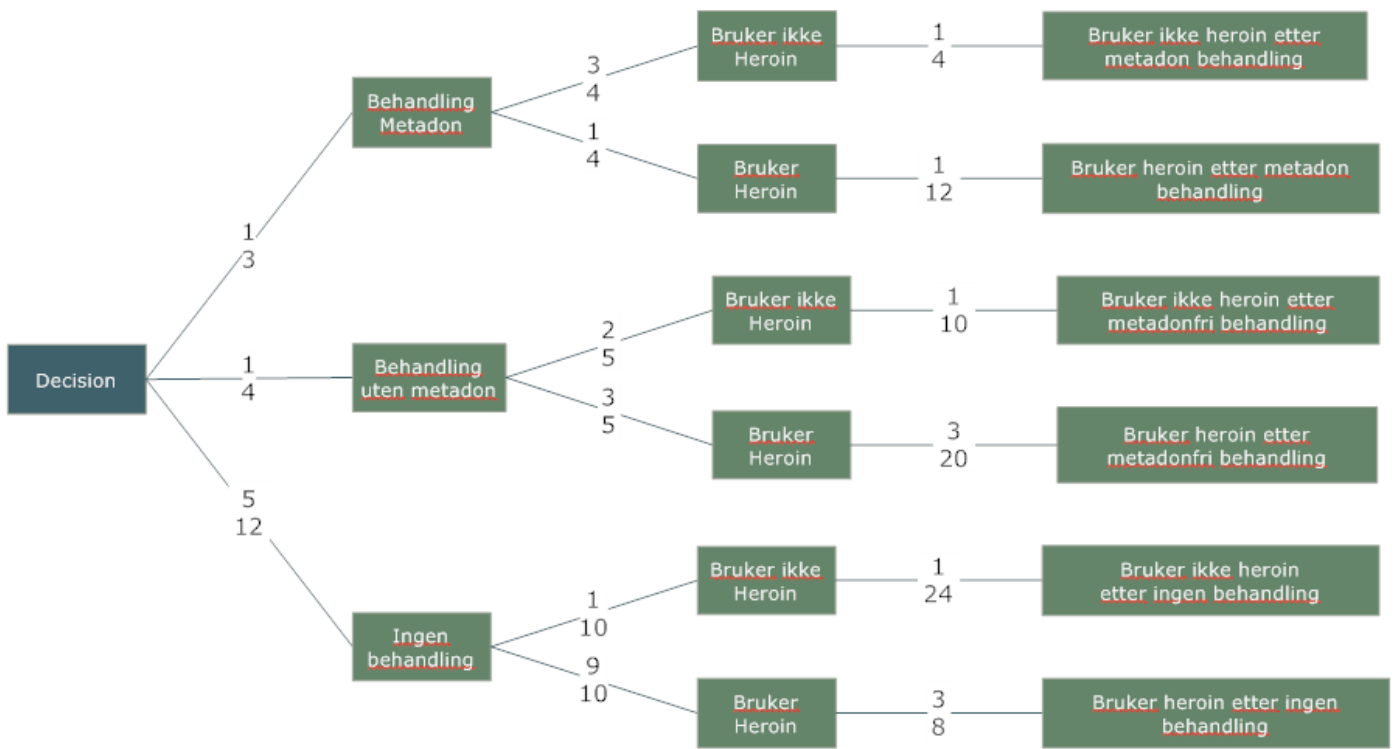 Bruker ikke
Heroin
1
4
Bruker ikke heroin etter
metadon behandling
3
4
Behandling
Metadon
1
4
Bruker
Heroin
1
12
Bruker heroin etter metadon
behandling
1
3
Bruker ikke
Heroin
1
10
Bruker ikke heroin etter
metadonfri behandling
2
5
Decision
1
4
Behandling
uten metadon
3
5
Bruker
Heroin
3
20
Bruker heroin etter
metadonfri behandling
5
12
Bruker ikke
Heroin
1
24
Bruker ikke heroin
etter ingen behandling
1
10
Ingen
behandling
9
10
Bruker
Heroin
3
8
Bruker heroin etter ingen
behandling